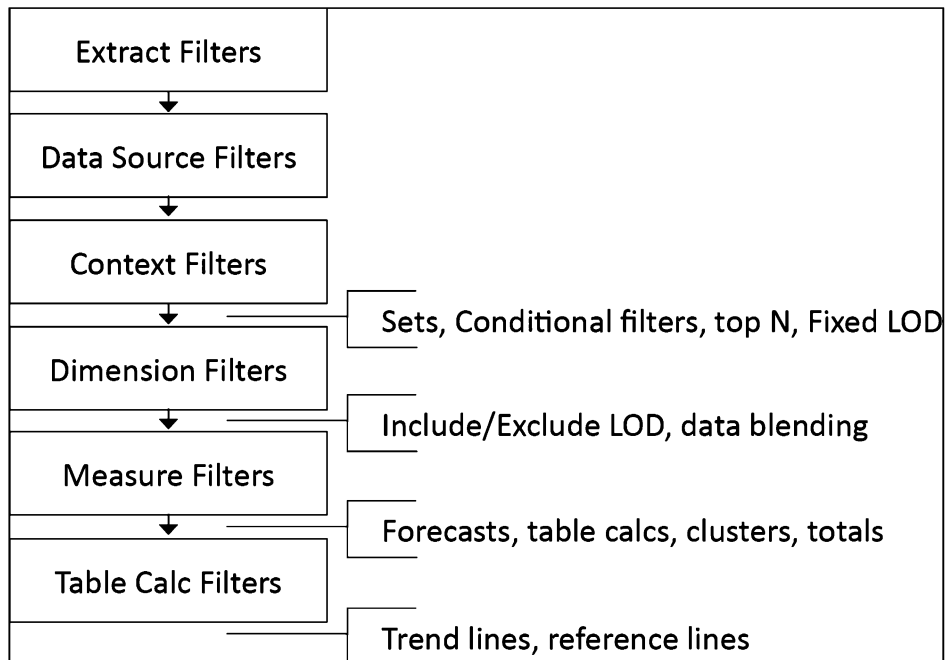 Extract Filters
Data Source Filters
Context Filters
Sets, Conditional filters, top N, Fixed LOD
Dimension Filters
Include/Exclude LOD, data blending
Measure Filters
Forecasts, table calcs, clusters, totals
Table Calc Filters
Trend lines, reference lines